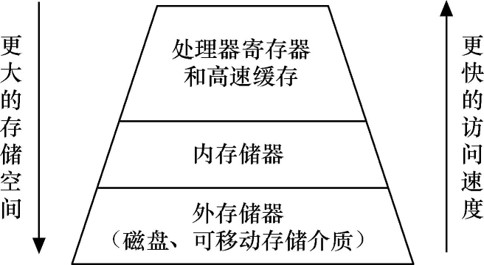 更大的存储空间
处理器寄存器
和高速缓存
内存储器
外存储器
（磁盘、可移动存储介质）
更快的访问速度